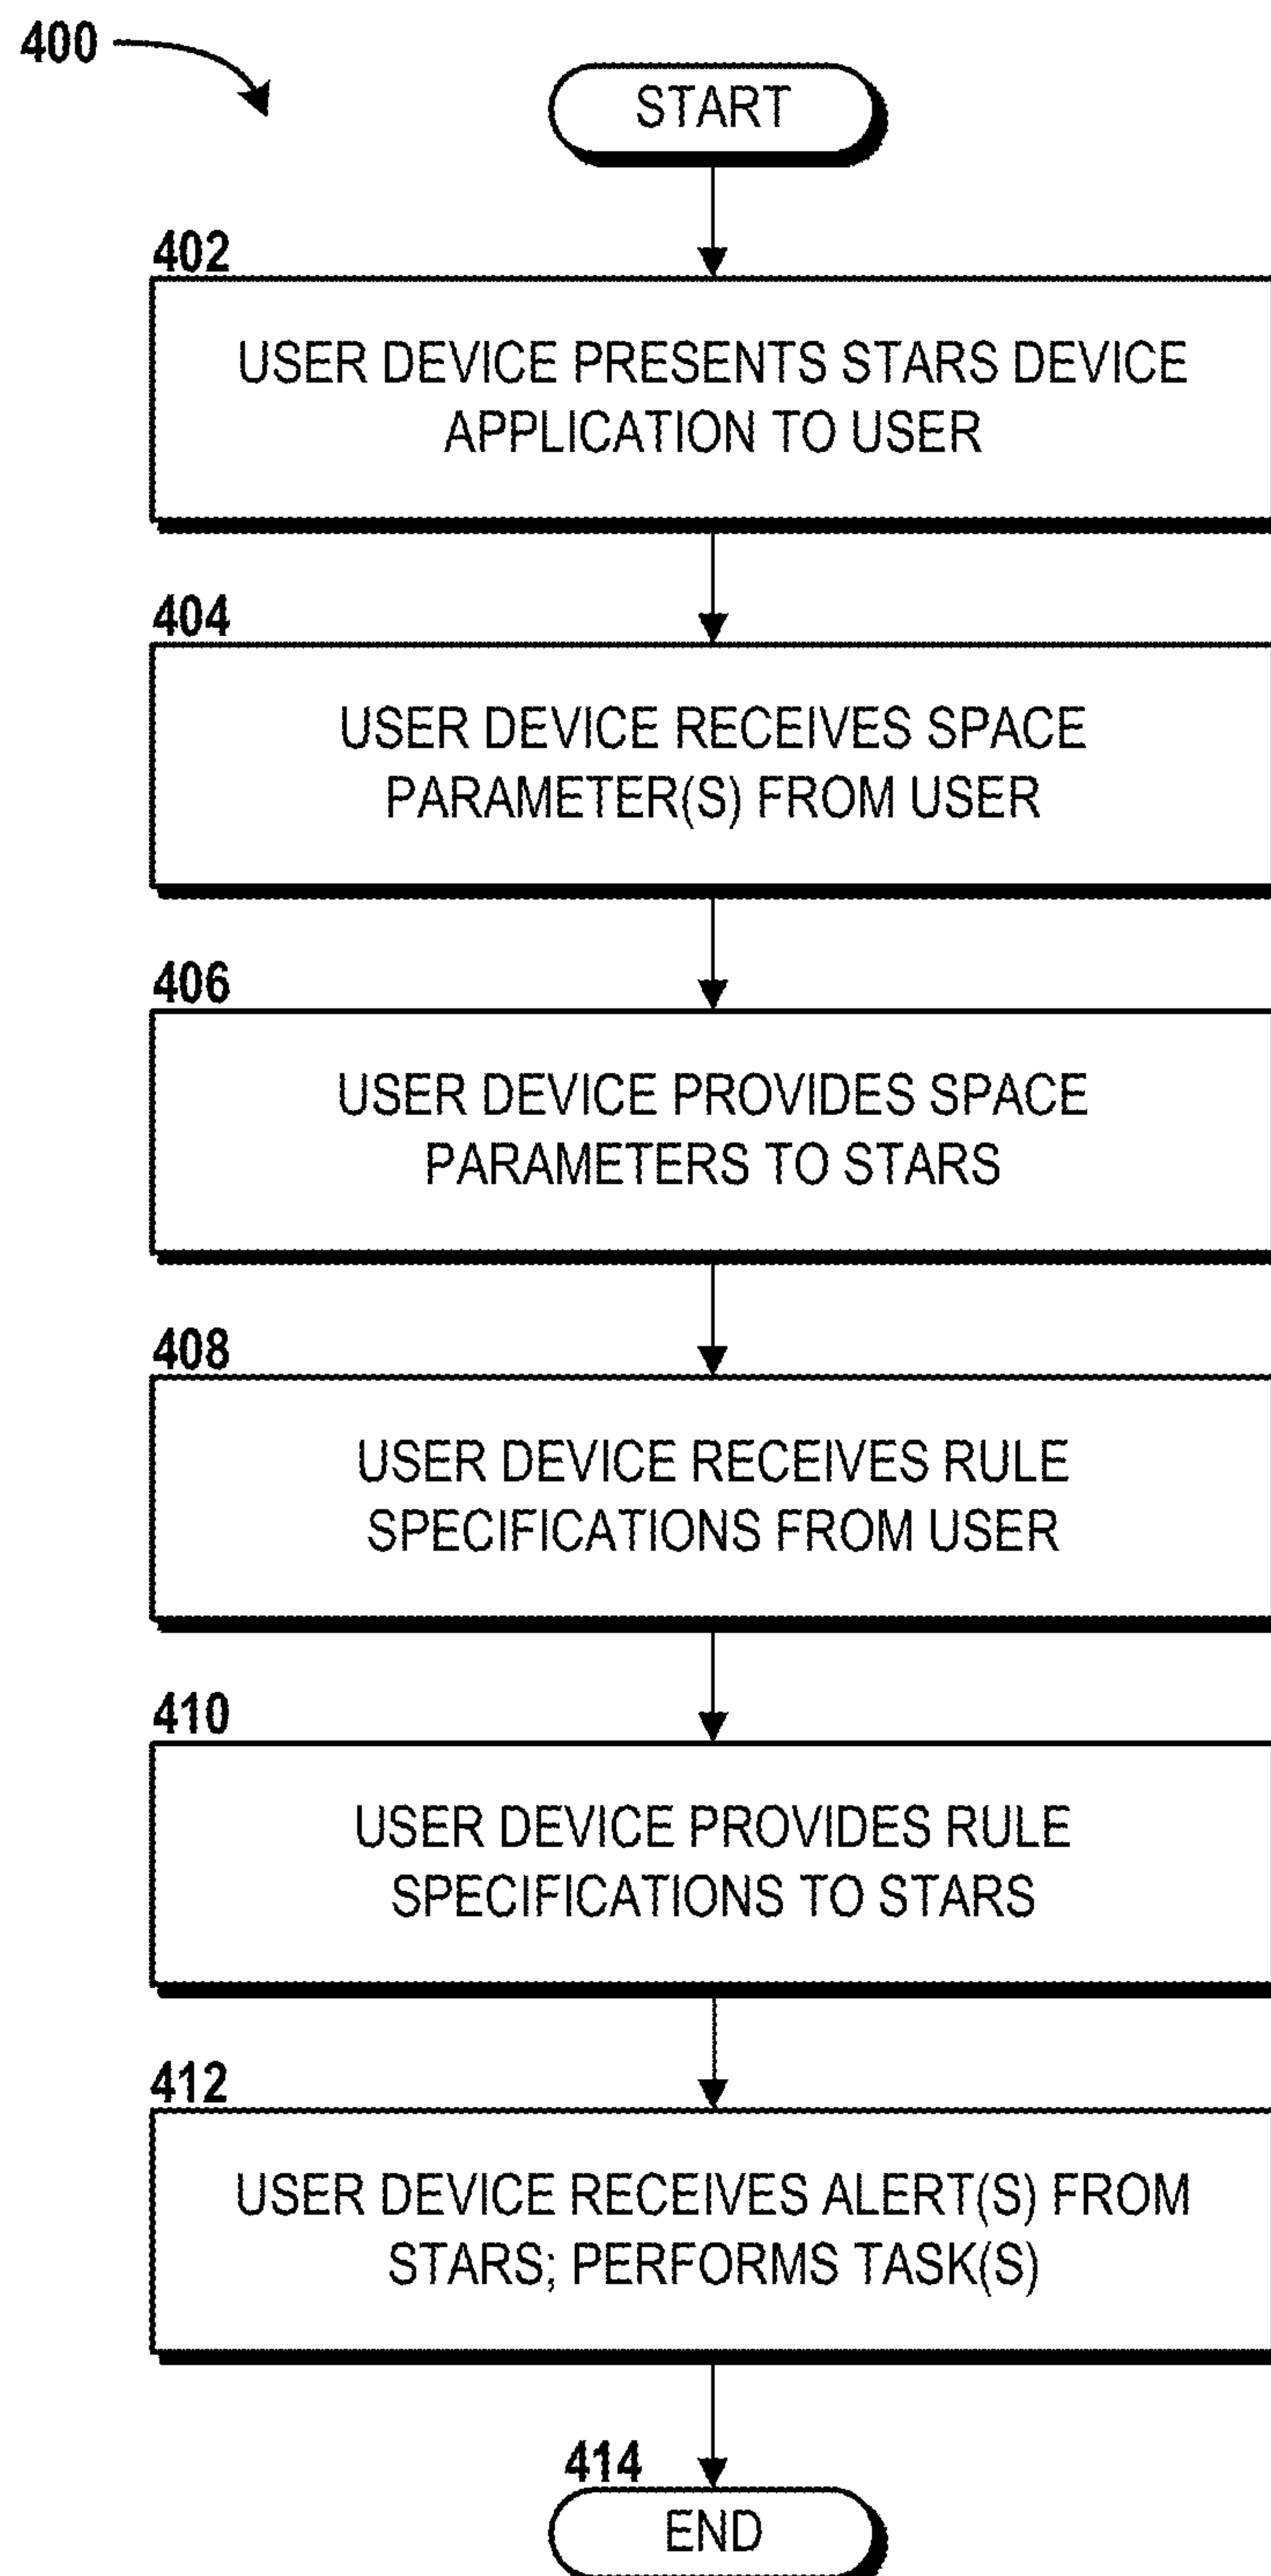 400
START
402
USER DEVICE PRESENTS STARS DEVICE
APPLICATION TO USER
404
USER DEVICE RECEIVES SPACE
PARAMETER(S) FROM USER
406
USER DEVICE PROVIDES SPACE
PARAMETERS TO STARS
408
USER DEVICE RECEIVES RULE
SPECIFICATIONS FROM USER
410
USER DEVICE PROVIDES RULE
SPECIFICATIONS TO STARS
412
USER DEVICE RECEIVES ALERT(S) FROM
STARS; PERFORMS TASK(S)
414
END